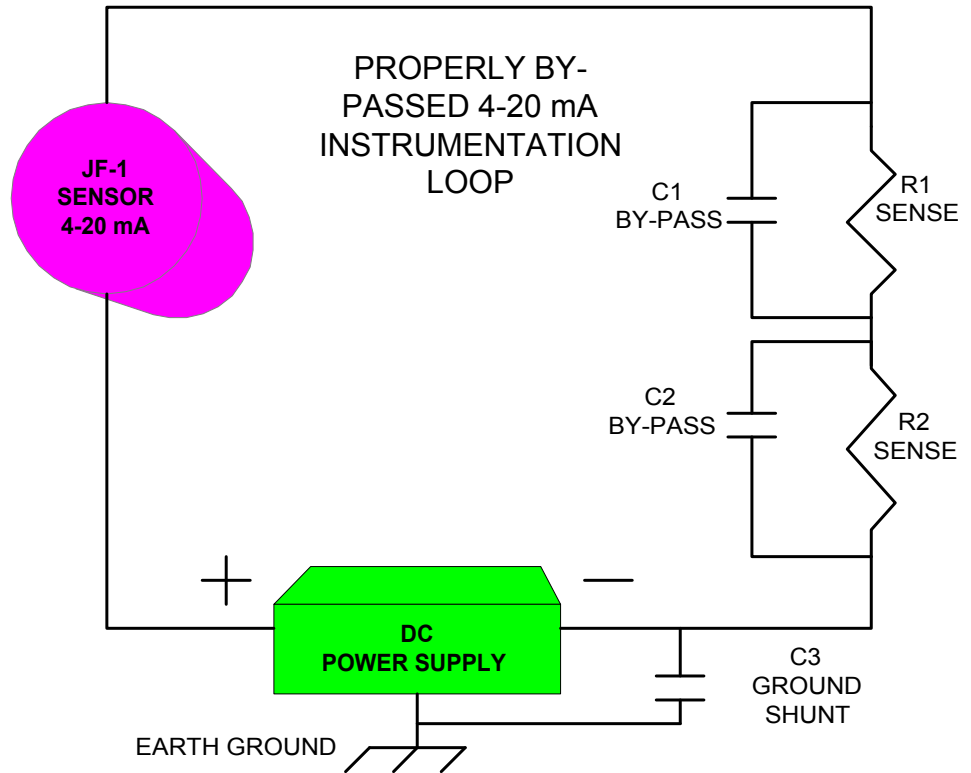 PROPERLY BY-
PASSED 4-20 mA
INSTRUMENTATION
LOOP
JF-1
SENSOR
4-20 mA
C1
BY-PASS
R1
SENSE
C2
BY-PASS
R2
SENSE
+
—
DC
POWER SUPPLY
C3
GROUND
SHUNT
EARTH GROUND